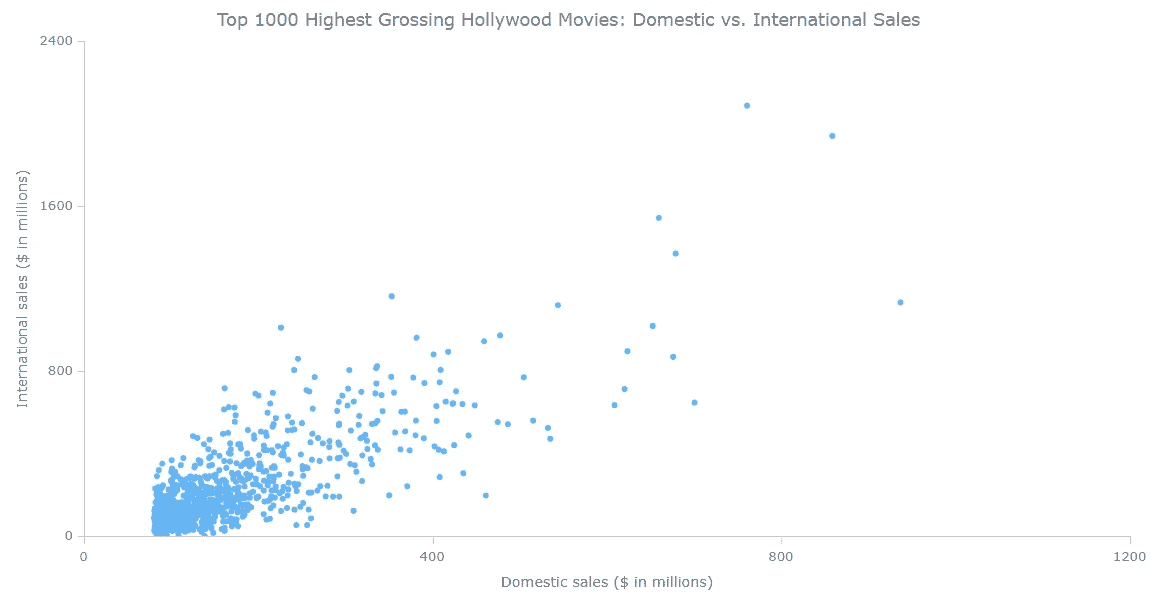 Top 1000 Highest Grossing Hollywood Movies: Domestic vs. International Sales
2400
1600
800
0
International sales ($ in millions)
0
400
800
1200
Domestic sales ($ in millions)